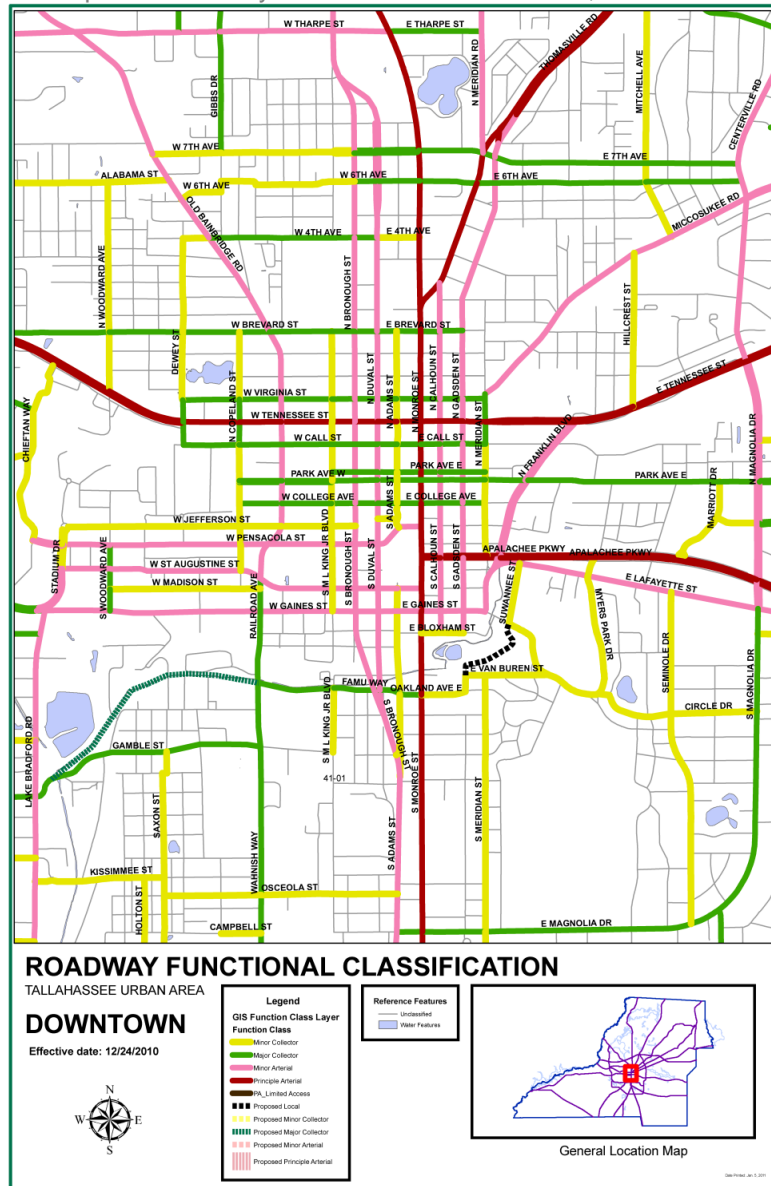 W THARPE ST
E THARPE ST
THOMASVILLE RD
N MERIDIAN RD
GIBBS DR
MITCHELL AVE
CENTERVILLE RD
W 7TH AVE
E 7TH AVE
ALABAMA ST
W 6TH AVE
W 6TH AVE
E 6TH AVE
OLD BAINBRIDGE RD
MICCOSUKEE RD
W 4TH AVE
E 4TH AVE
N WOODWARD AVE
N BRONOUGH ST
W BREVARD ST
E BREVARD ST
DEWEY ST
HILLCREST ST
N COPELAND ST
N DUVAL ST
N ADAMS ST
N MONROE ST
N CALHOUN ST
N GADSDEN ST
E TENNESSEE ST
W VIRGINIA ST
W TENNESSEE ST
CHIEFTAN WAY
N MERIDIAN ST
W CALL ST
E CALL ST
N FRANKLIN BLVD
N MAGNOLIA DR
PARK AVE W
PARK AVE E
PARK AVE E
W COLLEGE AVE
E COLLEGE AVE
MARRIOTT DR
W JEFFERSON ST
S ADAMS ST
W PENSACOLA ST
STADIUM DR
S WOODWARD AVE
S M L KING JR BLVD
S BRONOUGH ST
S DUVAL ST
S CALHOUN ST
S GADSDEN ST
APALACHEE PKWY
APALACHEE PKWY
W ST AUGUSTINE ST
W MADISON ST
RAILROAD AVE
E LAFAYETTE ST
W GAINES ST
E GAINES ST
SUWANNEE ST
MYERS PARK DR
E BLOXHAM ST
SEMINOLE DR
S MAGNOLIA DR
E VAN BUREN ST
FAMU WAY
OAKLAND AVE E
S BRONOUGH ST
CIRCLE DR
S M L KING JR BLVD
LAKE BRADFORD RD
GAMBLE ST
41-01
S MONROE ST
SAXON ST
S MERIDIAN ST
S ADAMS ST
WAHNISH WAY
KISSIMMEE ST
HOLTON ST
OSCEOLA ST
CAMPBELL ST
E MAGNOLIA DR
ROADWAY FUNCTIONAL CLASSIFICATION
TALLAHASSEE URBAN AREA
DOWNTOWN
Effective date: 12/24/2010
N
W
E
S
Legend
GIS Function Class Layer
Function Class
Minor Collector
Major Collector
Minor Arterial
Principle Arterial
PA_Limited Access
Proposed Local
Proposed Minor Collector
Proposed Major Collector
Proposed Minor Arterial
Proposed Principle Arterial
Reference Features
Unclassified
Water Features
General Location Map